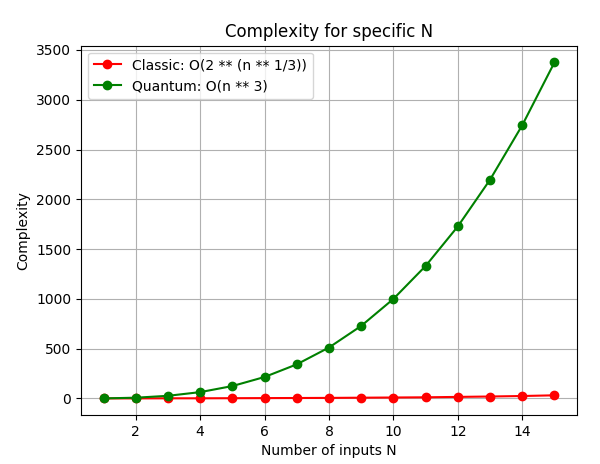 Complexity for specific N
Classic: O(2 ** (n ** 1/3))
Quantum: O(n ** 3)
3500
3000
2500
2000
1500
1000
500
0
Complexity
2 4 6 8 10 12 14
Number of inputs N